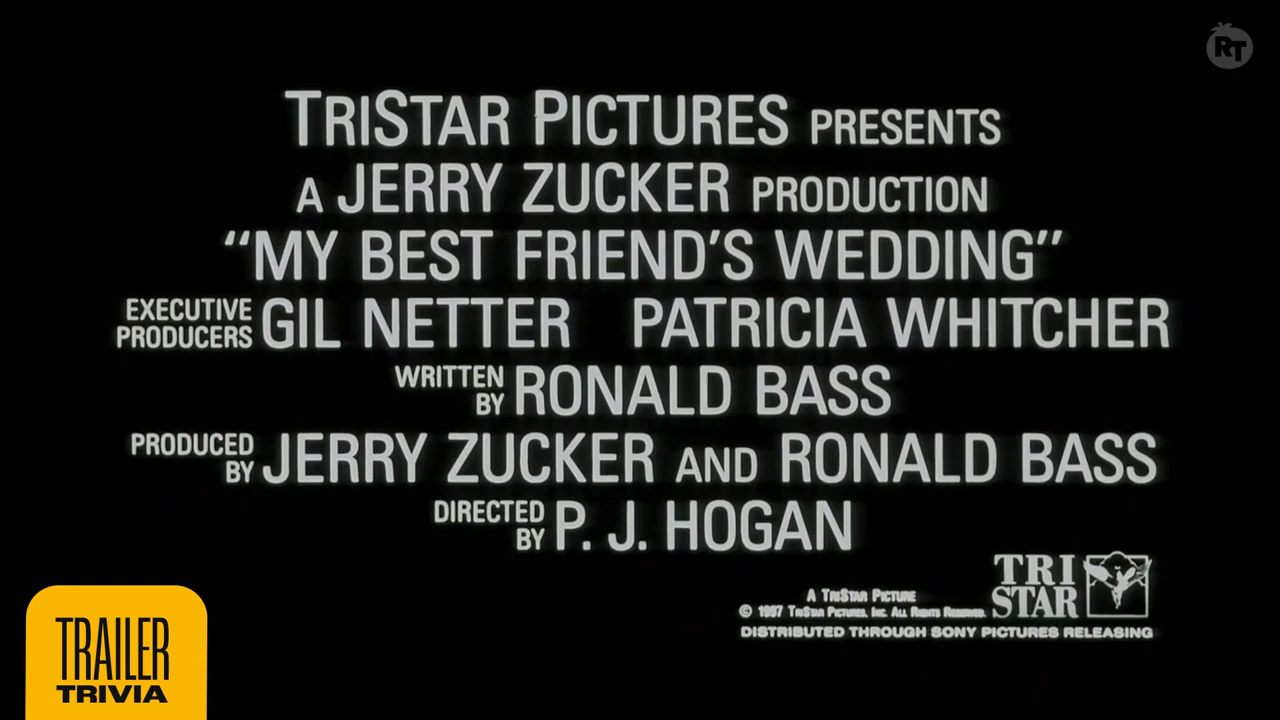 RT
TRISTAR PICTURES PRESENTS
A JERRY ZUCKER PRODUCTION
“MY BEST FRIEND’S WEDDING”
EXECUTIVE PRODUCERS GIL NETTER PATRICIA WHITCHER
WRITTEN BY RONALD BASS
PRODUCED BY JERRY ZUCKER AND RONALD BASS
DIRECTED BY P. J. HOGAN
TRI STAR
A TRISTAR PICTURE
© 1997 TRISTAR PICTURES, INC. ALL RIGHTS RESERVED.
DISTRIBUTED THROUGH SONY PICTURES RELEASING
TRAILER
TRIVIA